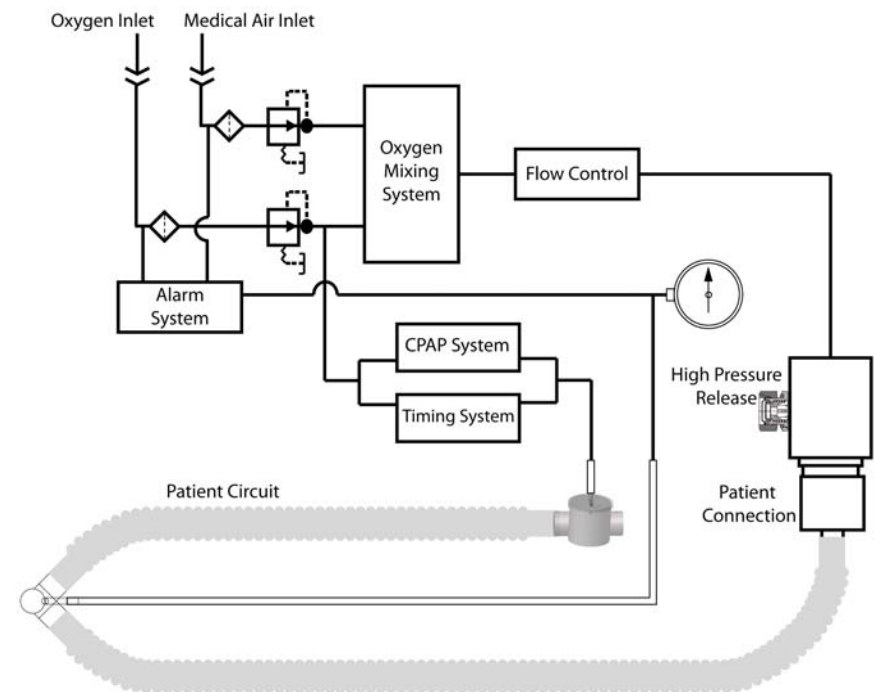 Oxygen Inlet
Medical Air Inlet
Oxygen
Mixing
System
Flow Control
Alarm
System
CPAP System
Timing System
High Pressure
Release
Patient Circuit
Patient
Connection